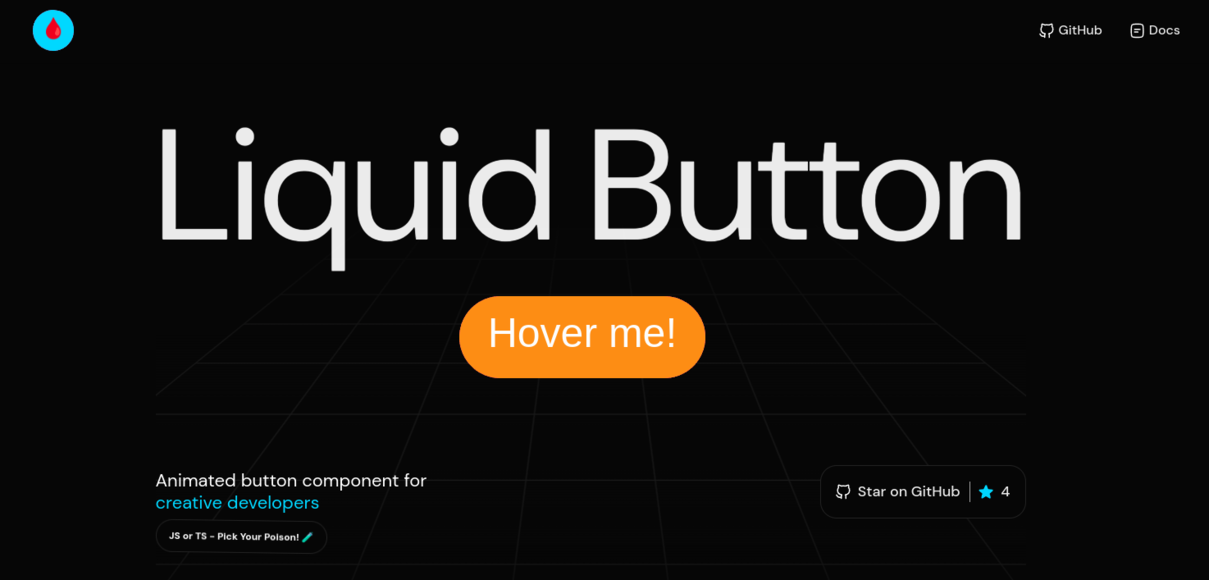 GitHub
Docs
Liquid Button
Hover me!
Animated button component for
creative developers
JS or TS - Pick Your Poison! 🧪
Star on GitHub
4